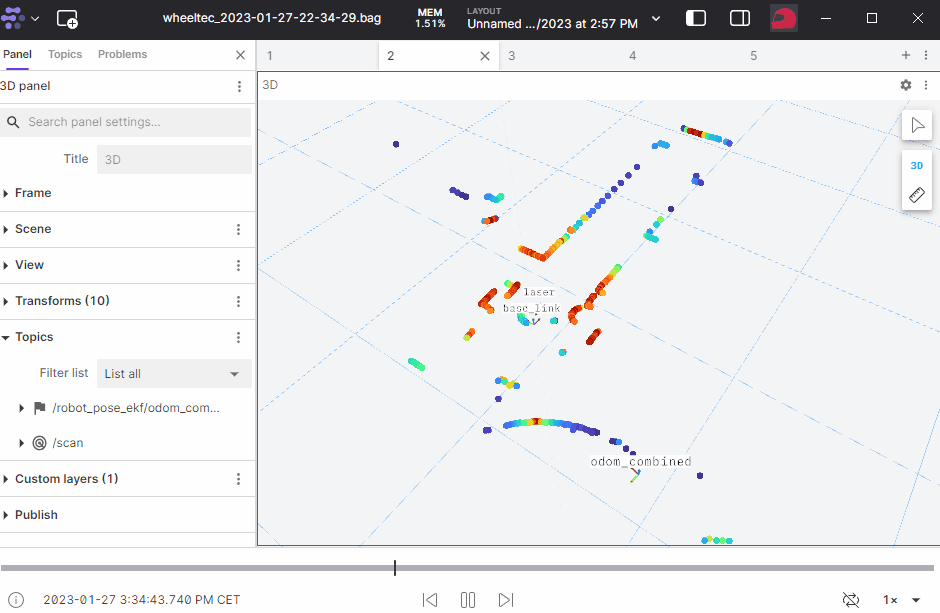 wheeltec_2023-01-27-22-34-29.bag
MEM
1.51%
LAYOUT
Unnamed .../2023 at 2:57 PM
Panel Topics Problems
1 2 3 4 5
3D panel
3D
Search panel settings...
Title 3D
Frame
Scene
View
Transforms (10)
Topics
Filter list List all
/robot_pose_ekf/odom_com...
/scan
Custom layers (1)
Publish
3D
laser
base_link
odom_combined
2023-01-27 3:34:43.740 PM CET
1×